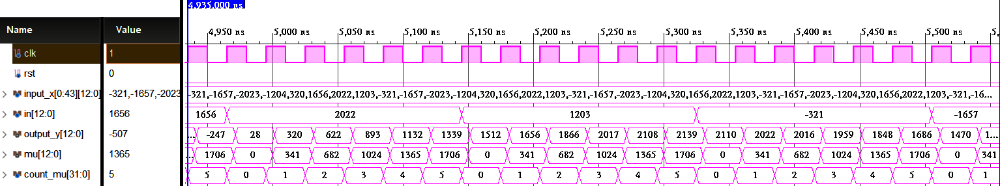 4,935.000 ns
Name Value
4,950 ns 5,000 ns 5,050 ns 5,100 ns 5,150 ns 5,200 ns 5,250 ns 5,300 ns 5,350 ns 5,400 ns 5,450 ns 5,500 ns 5,
clk 1
rst 0
input_x[0:43][12:0] -321,-1657,-2023 -321,-1657,-2023,-1204,320,1656,2022,1203,-321,-1657,-2023,-1204,320,1656,2022,1203,-321,-1657,-2023,-1204,320,1656,2022,1203,-321,-16...
in[12:0] 1656 1656 2022 1203 -321 -1657
output_y[12:0] -507 ... -247 28 320 622 893 1132 1339 1512 1656 1866 2017 2108 2139 2110 2022 2016 1959 1848 1686 1470 1...
mu[12:0] 1365 ... 1706 0 341 682 1024 1365 1706 0 341 682 1024 1365 1706 0 341 682 1024 1365 1706 0 341
count_mu[31:0] 5 5 0 1 2 3 4 5 0 1 2 3 4 5 0 1 2 3 4 5 0 1